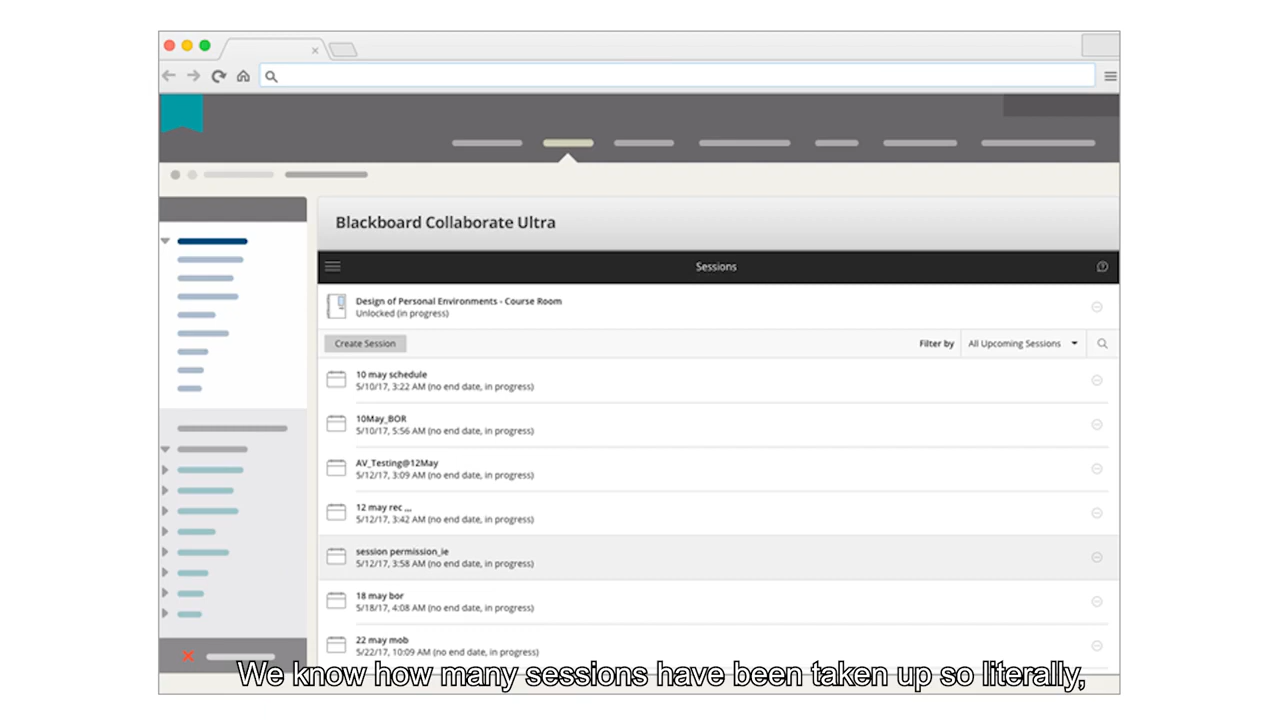 Blackboard Collaborate Ultra
Sessions
Design of Personal Environments - Course Room
Unlocked (in progress)
Create Session
Filter by
All Upcoming Sessions
10 may schedule
5/10/17, 3:22 AM (no end date, in progress)
10May_BOR
5/10/17, 5:56 AM (no end date, in progress)
AV_Testing@12May
5/12/17, 3:09 AM (no end date, in progress)
12 may rec ,,,
5/12/17, 3:42 AM (no end date, in progress)
session permission_ie
5/12/17, 3:58 AM (no end date, in progress)
18 may bor
5/18/17, 4:08 AM (no end date, in progress)
22 may mob
5/22/17, 10:09 AM (no end date, in progress)
We know how many sessions have been taken up so literally,